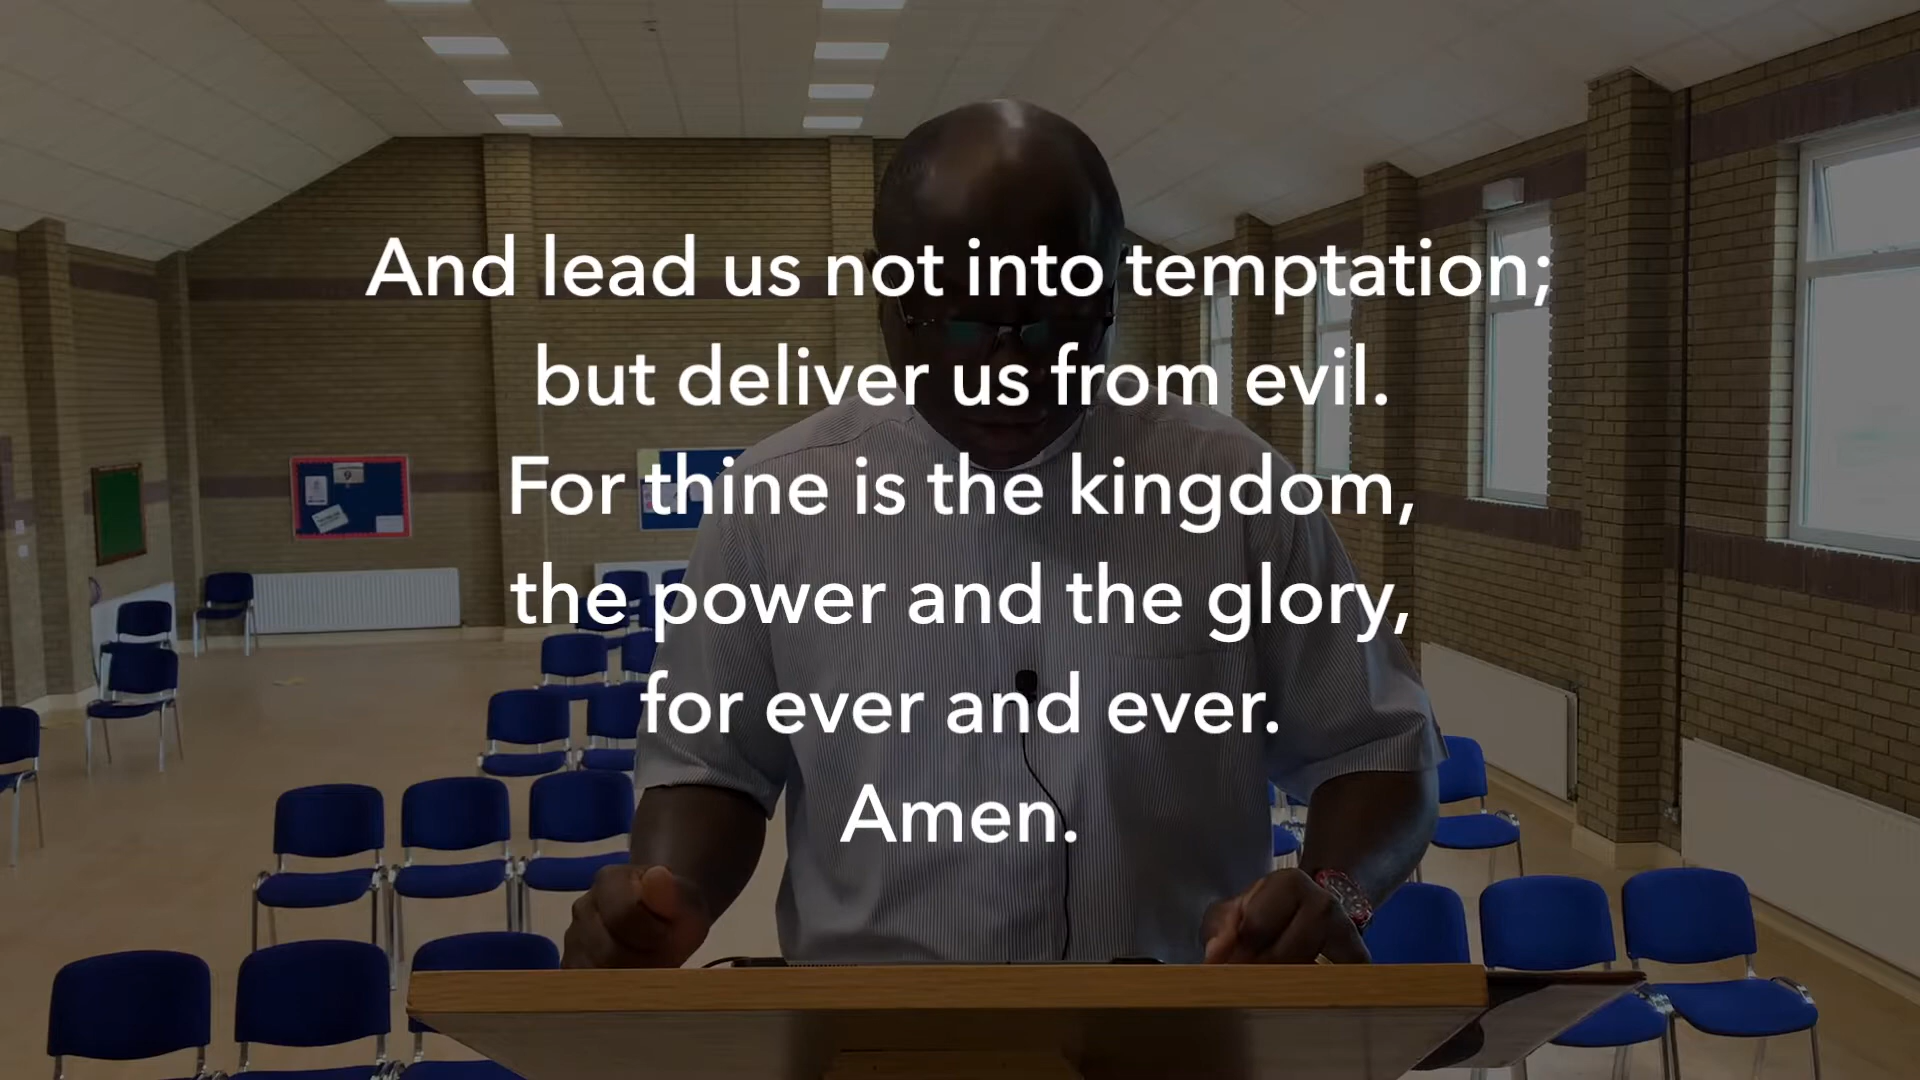 And lead us not into temptation;
but deliver us from evil.
For thine is the kingdom,
the power and the glory,
for ever and ever.
Amen.